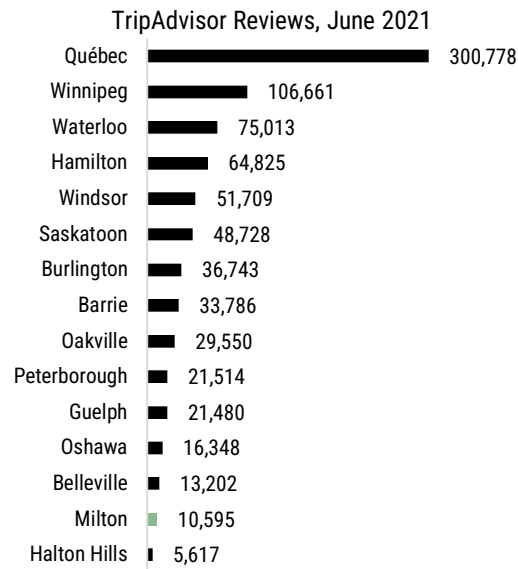 TripAdvisor Reviews, June 2021
Québec 300,778
Winnipeg 106,661
Waterloo 75,013
Hamilton 64,825
Windsor 51,709
Saskatoon 48,728
Burlington 36,743
Barrie 33,786
Oakville 29,550
Peterborough 21,514
Guelph 21,480
Oshawa 16,348
Belleville 13,202
Milton 10,595
Halton Hills 5,617